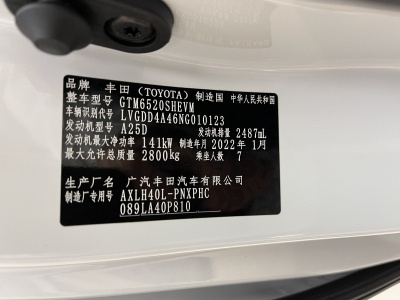 品牌 丰田(TOYOTA) 制造国 中华人民共和国
整车型号 GTM6520SHEVM
车辆识别代号 LVGDD4A46NG010123
发动机型号 A25D 发动机排量 2487mL
发动机最大净功率 141kW 制造年月 2022年1月
最大允许总质量 2800kg 乘坐人数 7
生产厂名 广汽丰田汽车有限公司
制造厂专用号 AXLH40L-PNXPHC
089LA40P810